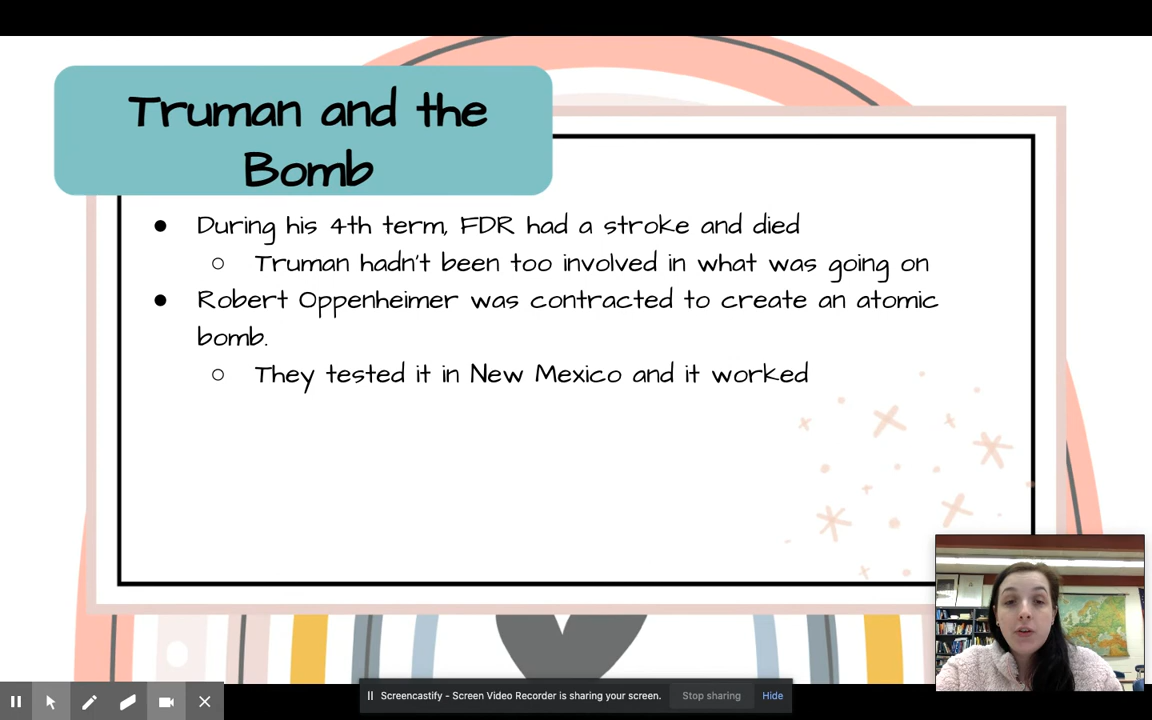 Truman and the
Bomb
● During his 4th term, FDR had a stroke and died
○ Truman hadn't been too involved in what was going on
● Robert Oppenheimer was contracted to create an atomic
bomb.
○ They tested it in New Mexico and it worked
Screencastify - Screen Video Recorder is sharing your screen. Stop sharing Hide